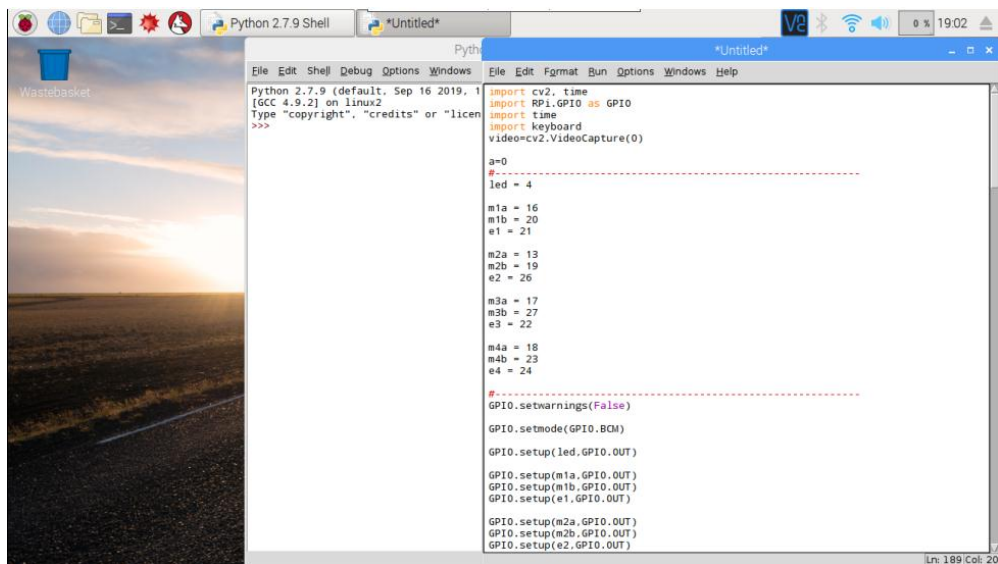 Python 2.7.9 Shell
*Untitled*
0 %
19:02
Wastebasket
File Edit Shell Debug Options Windows
Python 2.7.9 (default, Sep 16 2019, 1
[GCC 4.9.2] on linux2
Type "copyright", "credits" or "licen
>>>
*Untitled*
File Edit Format Run Options Windows Help
import cv2, time
import RPi.GPIO as GPIO
import time
import keyboard
video=cv2.VideoCapture(0)
a=0
#--------------------------------------------------------
led = 4
m1a = 16
m1b = 20
e1 = 21
m2a = 13
m2b = 19
e2 = 26
m3a = 17
m3b = 27
e3 = 22
m4a = 18
m4b = 23
e4 = 24
#--------------------------------------------------------
GPIO.setwarnings(False)
GPIO.setmode(GPIO.BCM)
GPIO.setup(led,GPIO.OUT)
GPIO.setup(m1a,GPIO.OUT)
GPIO.setup(m1b,GPIO.OUT)
GPIO.setup(e1,GPIO.OUT)
GPIO.setup(m2a,GPIO.OUT)
GPIO.setup(m2b,GPIO.OUT)
GPIO.setup(e2,GPIO.OUT)
Ln: 189 Col: 20